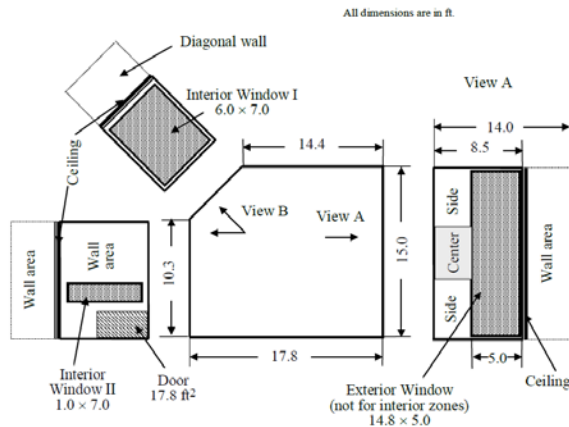 All dimensions are in ft.
Diagonal wall
View A
Interior Window I
6.0 × 7.0
14.4
14.0
8.5
Ceiling
View B
View A
Side
Center
Side
Wall area
Wall area
Wall
area
10.3
15.0
17.8
5.0
Interior
Window II
1.0 × 7.0
Door
17.8 ft²
Exterior Window
(not for interior zones)
14.8 × 5.0
Ceiling